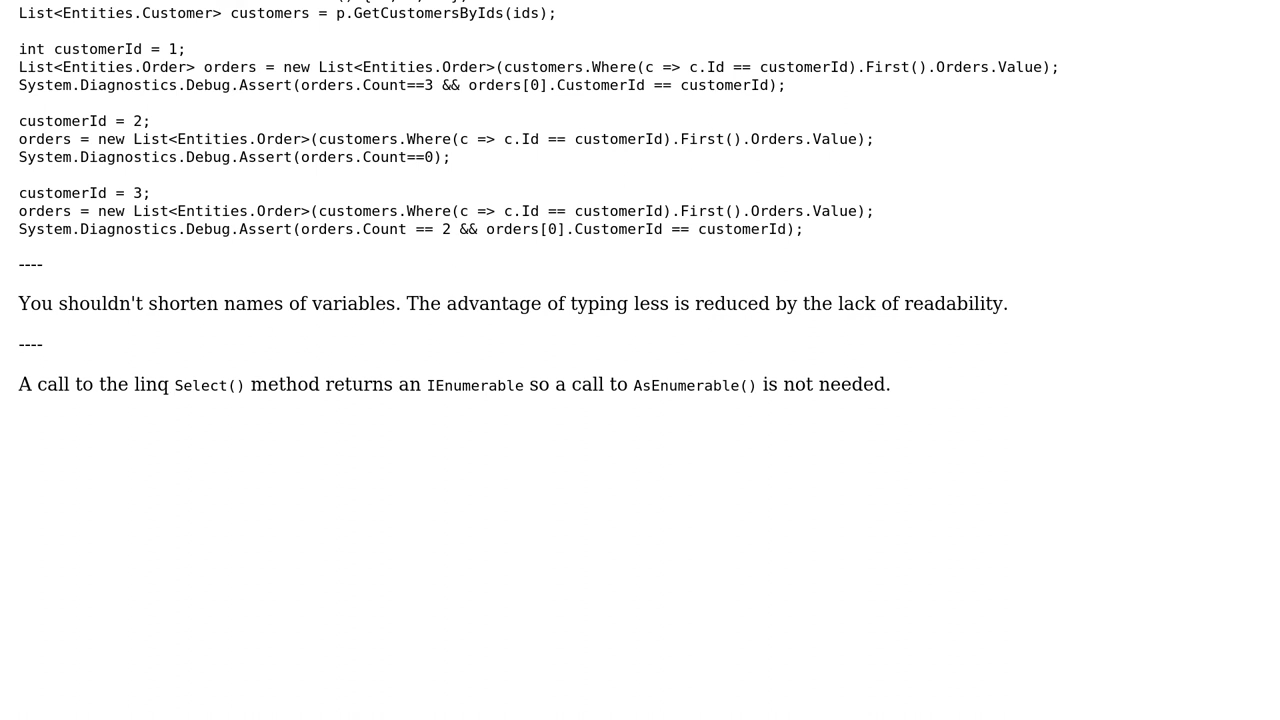 List<Entities.Customer> customers = p.GetCustomersByIds(ids);
int customerId = 1;
List<Entities.Order> orders = new List<Entities.Order>(customers.Where(c => c.Id == customerId).First().Orders.Value);
System.Diagnostics.Debug.Assert(orders.Count==3 && orders[0].CustomerId == customerId);
customerId = 2;
orders = new List<Entities.Order>(customers.Where(c => c.Id == customerId).First().Orders.Value);
System.Diagnostics.Debug.Assert(orders.Count==0);
customerId = 3;
orders = new List<Entities.Order>(customers.Where(c => c.Id == customerId).First().Orders.Value);
System.Diagnostics.Debug.Assert(orders.Count == 2 && orders[0].CustomerId == customerId);
----
You shouldn't shorten names of variables. The advantage of typing less is reduced by the lack of readability.
----
A call to the linq Select() method returns an IEnumerable so a call to AsEnumerable() is not needed.